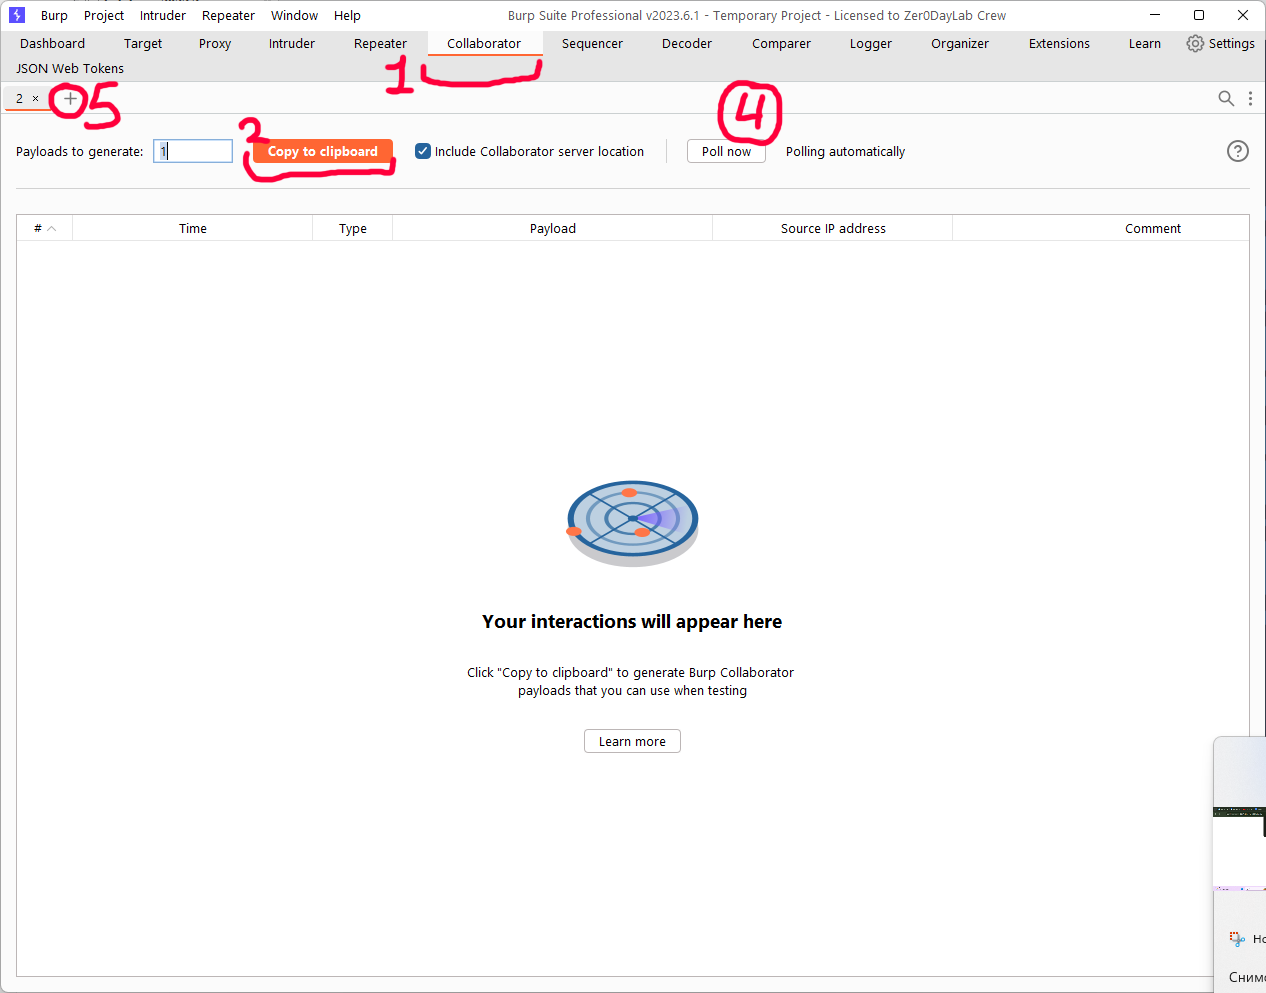 Burp Project Intruder Repeater Window Help Burp Suite Professional v2023.6.1 - Temporary Project - Licensed to Zer0DayLab Crew
Dashboard Target Proxy Intruder Repeater Collaborator Sequencer Decoder Comparer Logger Organizer Extensions Learn Settings
JSON Web Tokens
1
2 × + 5
4
2
Payloads to generate: 1 Copy to clipboard Include Collaborator server location Poll now Polling automatically ?
# Time Type Payload Source IP address Comment
Your interactions will appear here
Click "Copy to clipboard" to generate Burp Collaborator
payloads that you can use when testing
Learn more
Но
Снимо